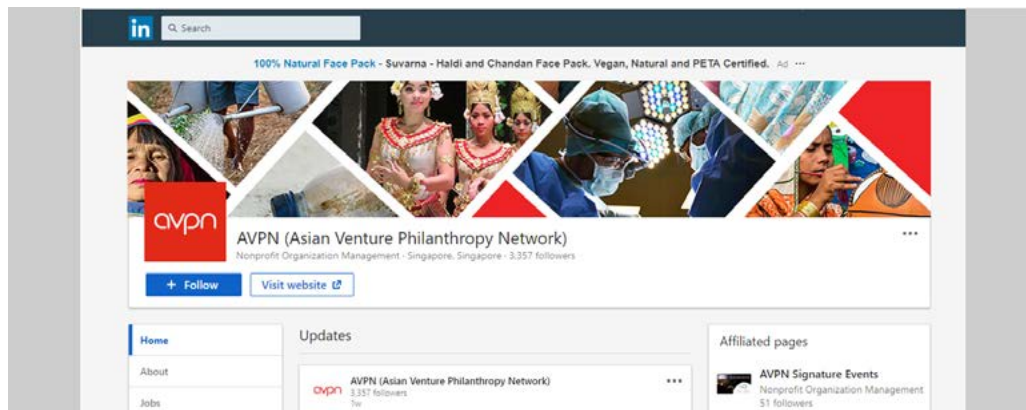 in
Search
100% Natural Face Pack - Suvarna - Haldi and Chandan Face Pack. Vegan, Natural and PETA Certified. Ad ...
avpn
AVPN (Asian Venture Philanthropy Network)
Nonprofit Organization Management · Singapore, Singapore · 3,357 followers
+ Follow
Visit website
Home
About
Jobs
Updates
avpn
AVPN (Asian Venture Philanthropy Network)
3,357 followers
1w
Affiliated pages
AVPN Signature Events
Nonprofit Organization Management
51 followers